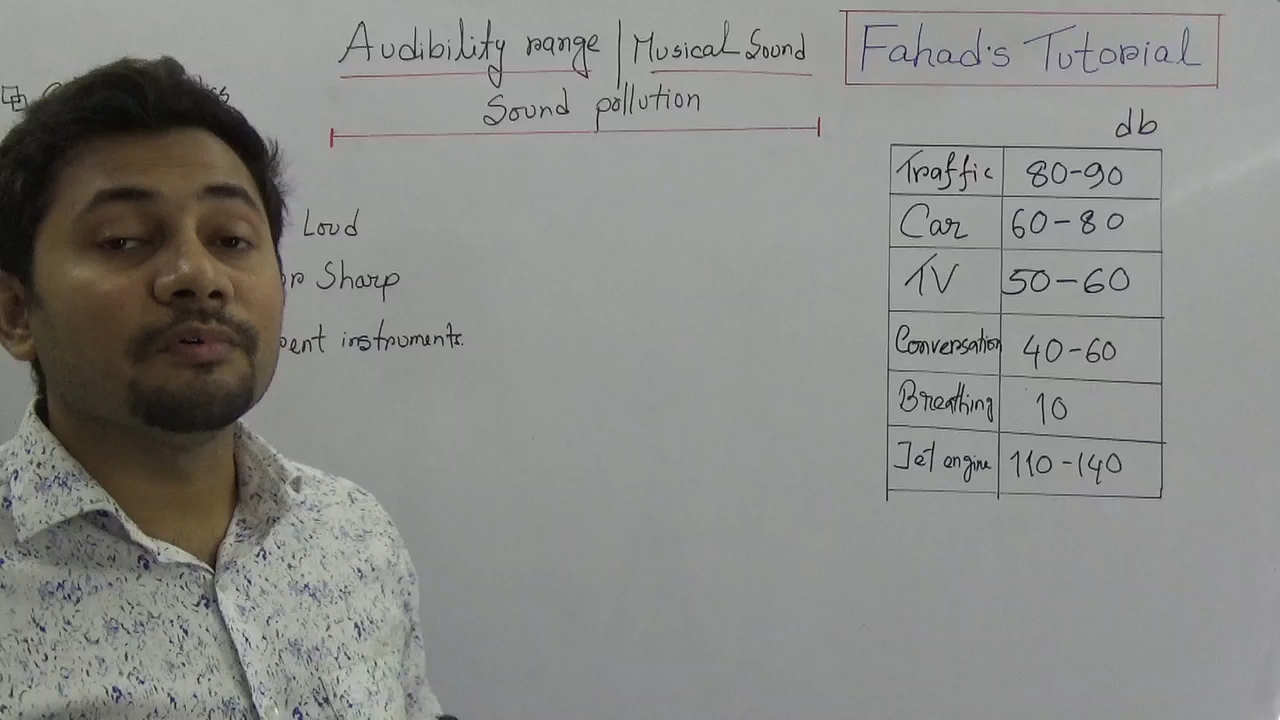 Audibility range | Musical Sound
Sound pollution
Fahad's Tutorial
Loud
Sharp
instruments.
db
Traffic 80-90
Car 60-80
TV 50-60
Conversation 40-60
Breathing 10
Jet engine 110-140